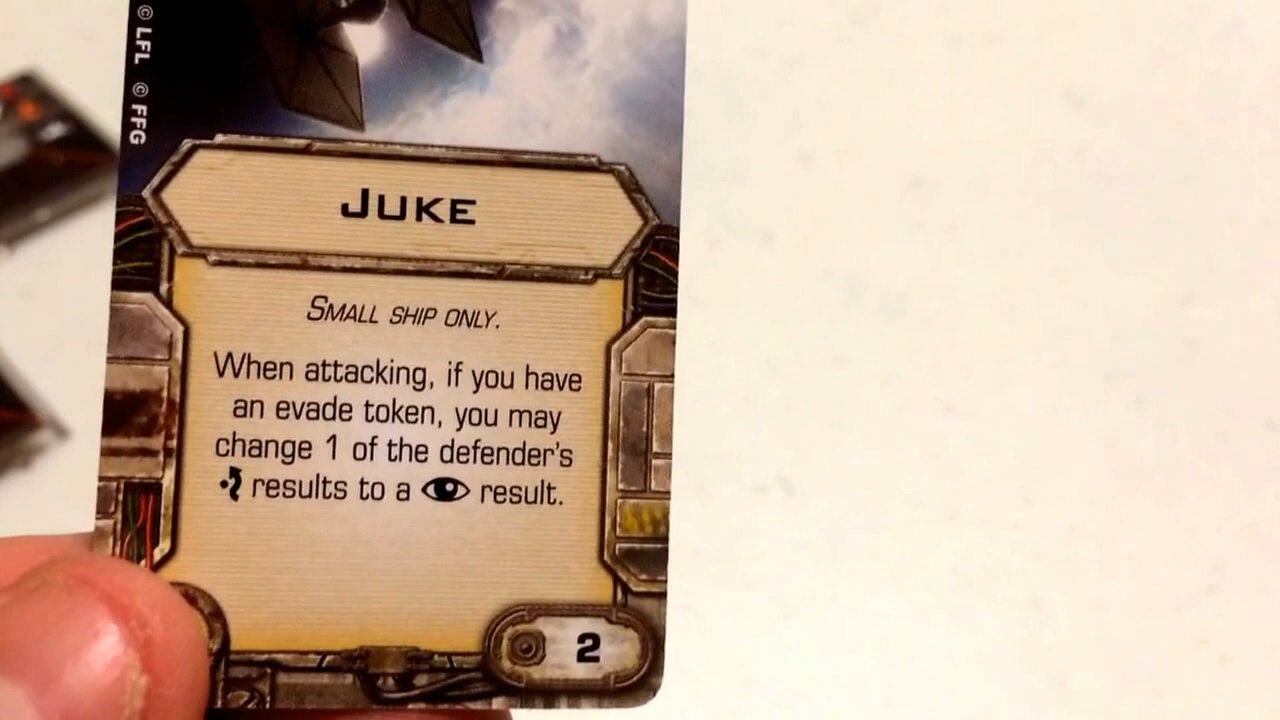 © LFL © FFG
JUKE
SMALL SHIP ONLY.
When attacking, if you have
an evade token, you may
change 1 of the defender's
results to a result.
2